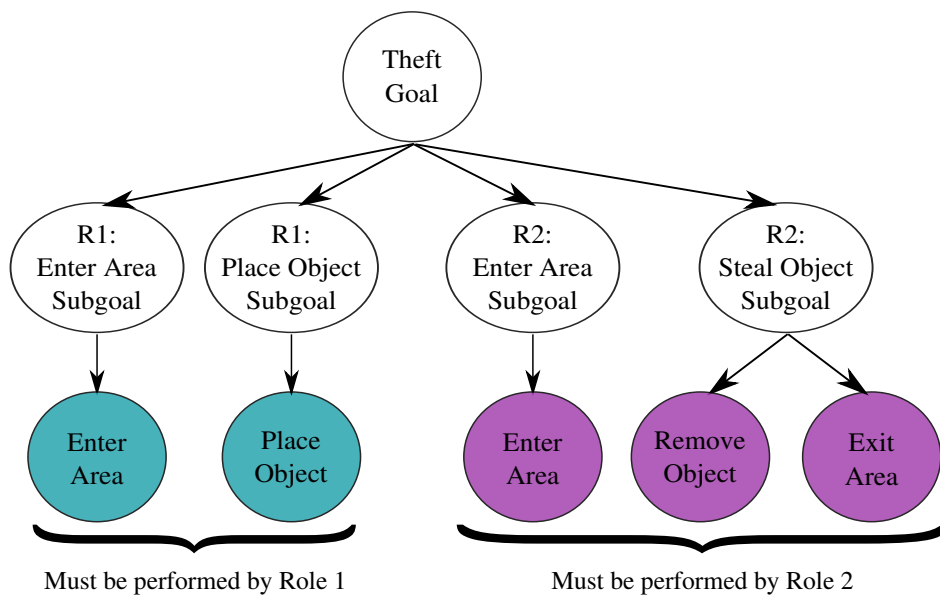 Theft
Goal
R1:
Enter Area
Subgoal
R1:
Place Object
Subgoal
R2:
Enter Area
Subgoal
R2:
Steal Object
Subgoal
Enter
Area
Place
Object
Enter
Area
Remove
Object
Exit
Area
Must be performed by Role 1
Must be performed by Role 2